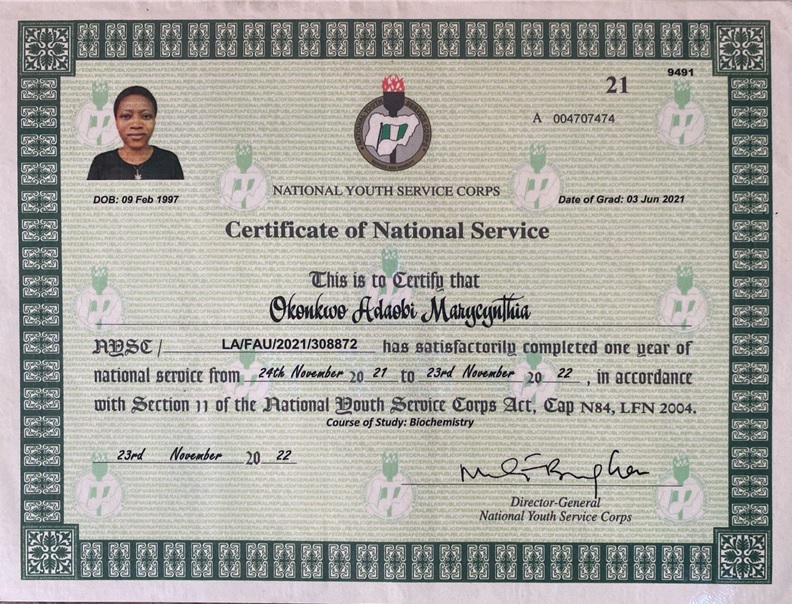 9491
21
A 004707474
DOB: 09 Feb 1997
NATIONAL YOUTH SERVICE CORPS
Date of Grad: 03 Jun 2021
Certificate of National Service
This is to Certify that
Okonkwo Adaobi Marycynthia
NYSC/ LA/FAU/2021/308872 has satisfactorily completed one year of
national service from 24th November 20 21 to 23rd November 20 22 , in accordance
with Section 11 of the National Youth Service Corps Act, Cap N84, LFN 2004.
Course of Study: Biochemistry
23rd November 20 22
Director-General
National Youth Service Corps